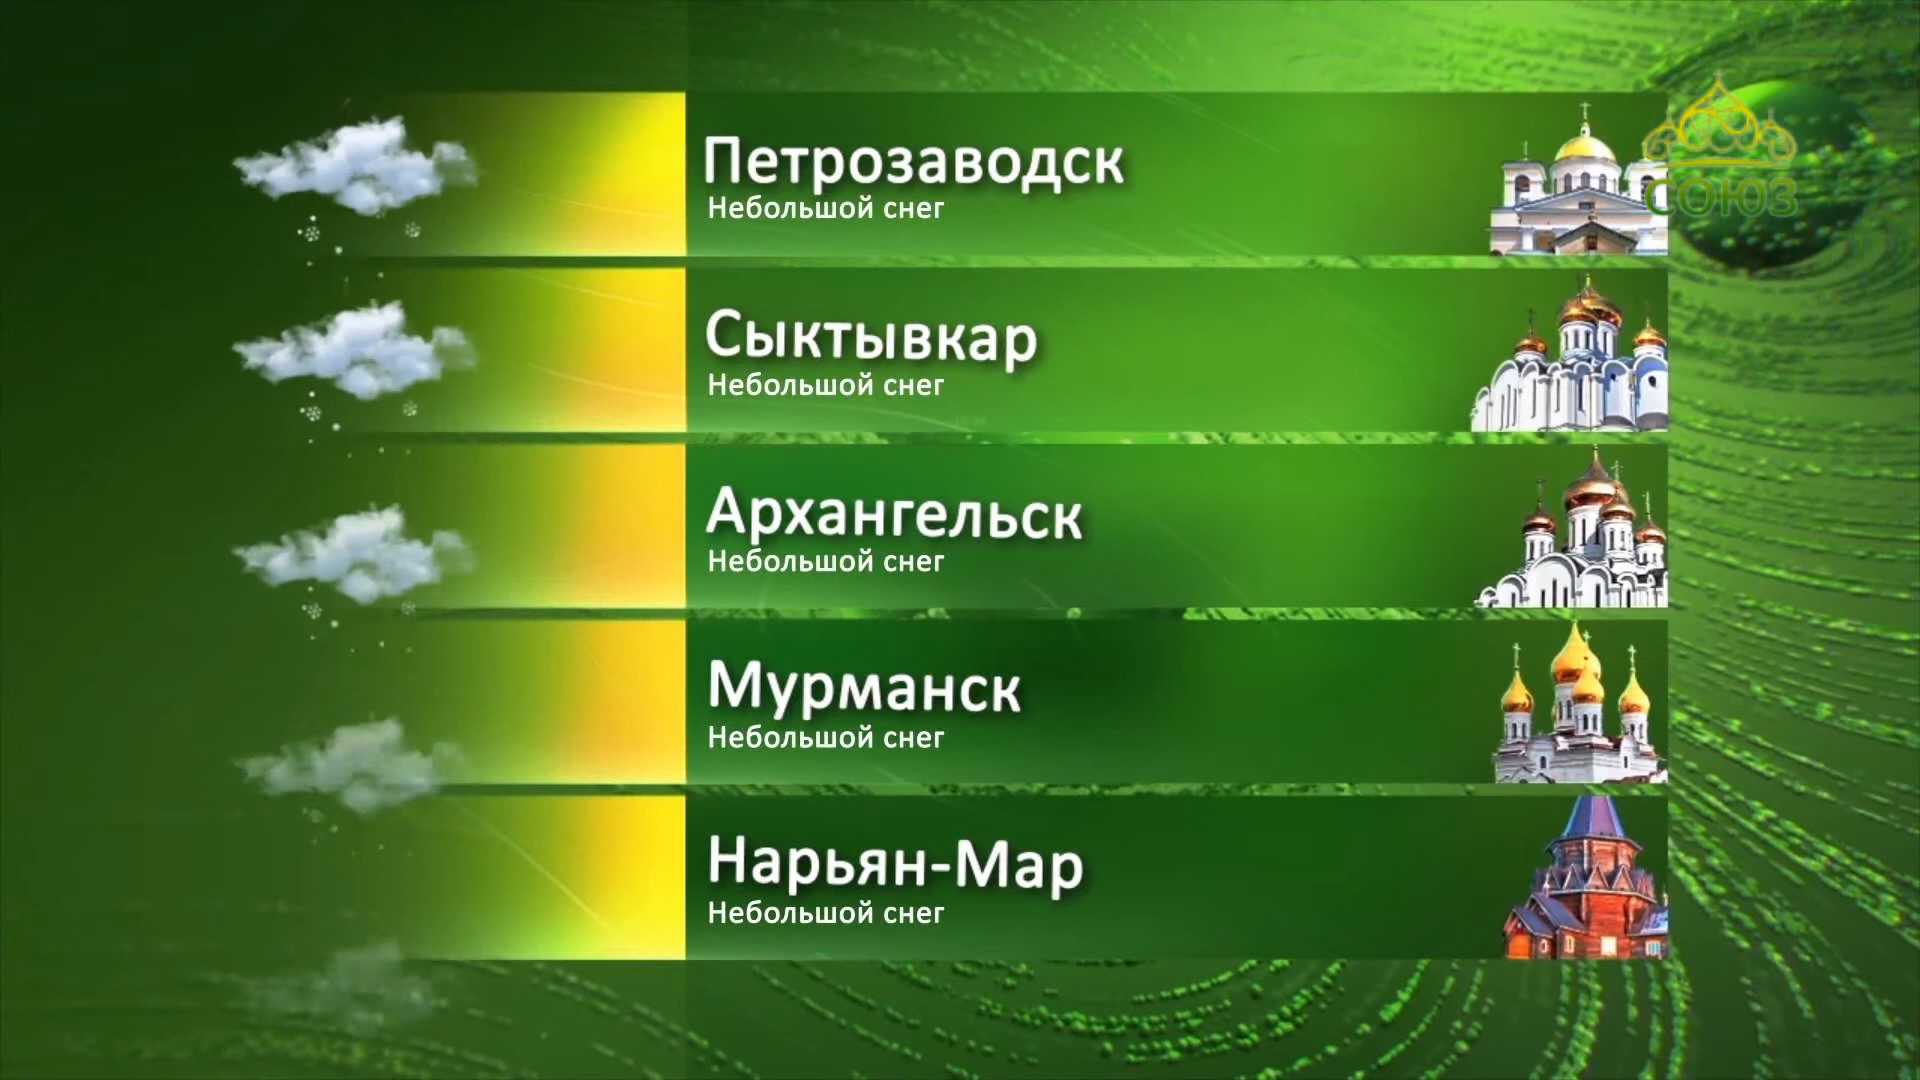 Петрозаводск
Небольшой снег
СОЮЗ
Сыктывкар
Небольшой снег
Архангельск
Небольшой снег
Мурманск
Небольшой снег
Нарьян-Мар
Небольшой снег